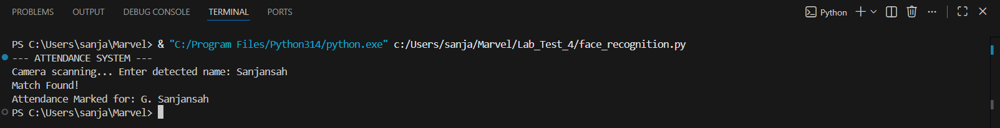 PROBLEMS OUTPUT DEBUG CONSOLE TERMINAL PORTS Python
PS C:\Users\sanja\Marvel> & "C:/Program Files/Python314/python.exe" c:/Users/sanja/Marvel/Lab_Test_4/face_recognition.py
--- ATTENDANCE SYSTEM ---
Camera scanning... Enter detected name: Sanjansah
Match Found!
Attendance Marked for: G. Sanjansah
PS C:\Users\sanja\Marvel>